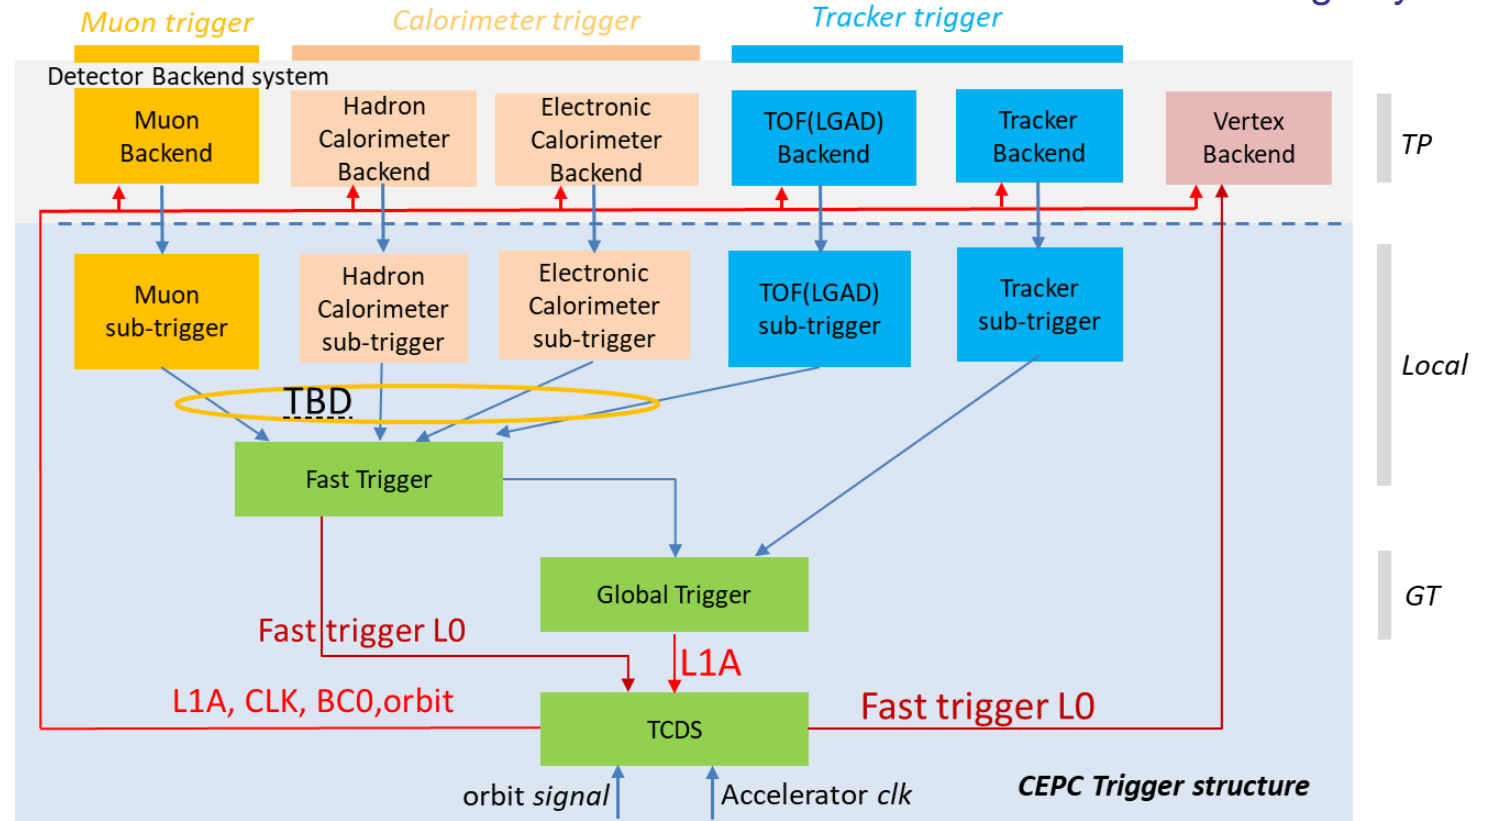 Muon trigger
Calorimeter trigger
Tracker trigger
Detector Backend system
Muon
Backend
Hadron
Calorimeter
Backend
Electronic
Calorimeter
Backend
TOF(LGAD)
Backend
Tracker
Backend
Vertex
Backend
TP
Muon
sub-trigger
Hadron
Calorimeter
sub-trigger
Electronic
Calorimeter
sub-trigger
TOF(LGAD)
sub-trigger
Tracker
sub-trigger
Local
TBD
Fast Trigger
Global Trigger
GT
Fast trigger L0
L1A
L1A, CLK, BC0,orbit
TCDS
Fast trigger L0
orbit signal
Accelerator clk
CEPC Trigger structure